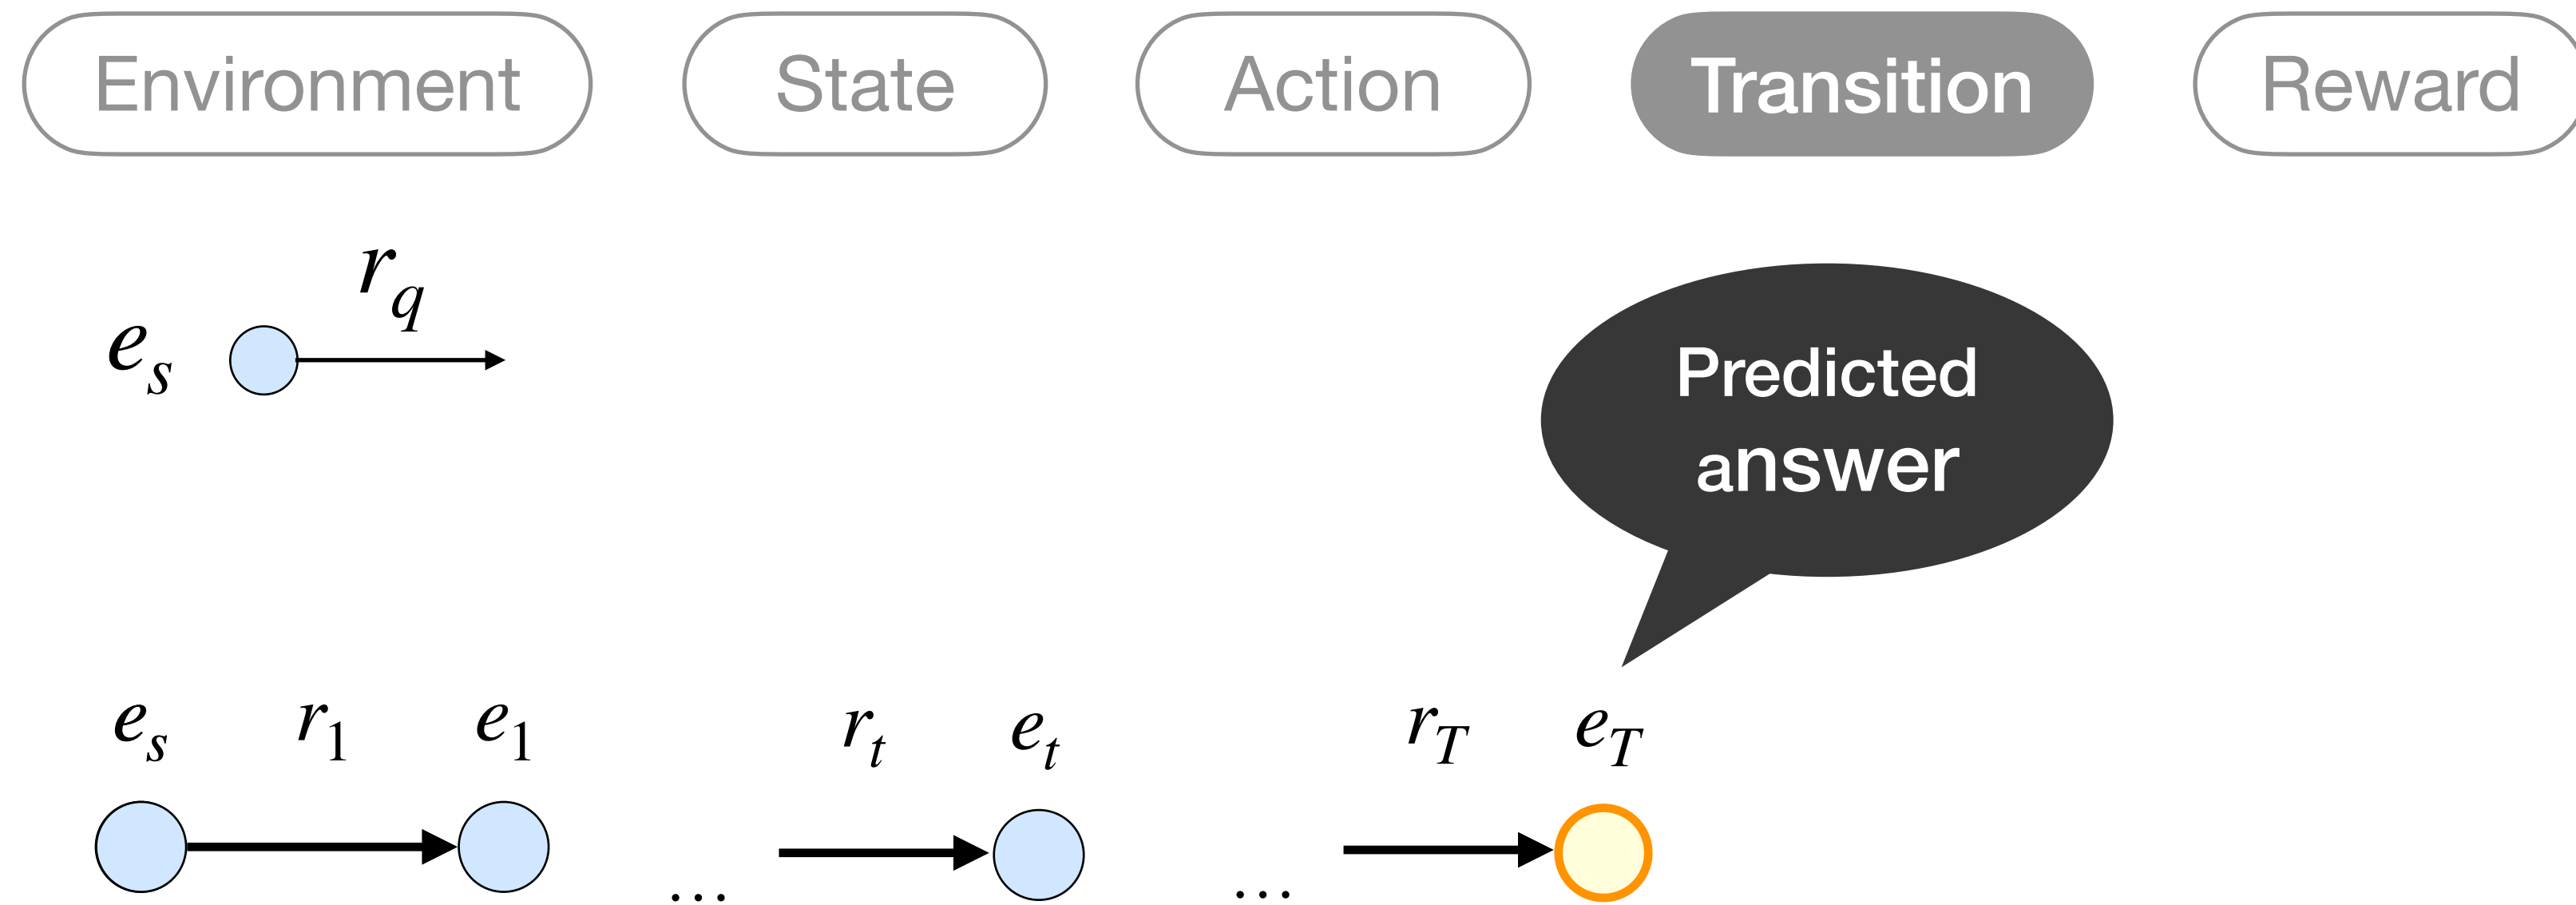 Environment State Action Transition Reward
e_s r_q
Predicted
answer
e_s r_1 e_1 r_t e_t r_T e_T
... ...